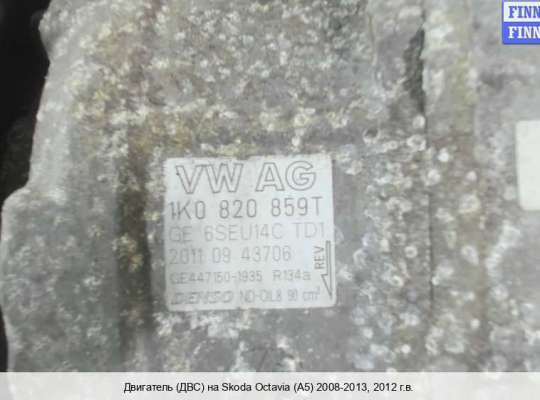 FINN
FINN
VW AG
1K0 820 859T
GE 6SEU14C TD1
2011 09 43706
GE447150-1935 R134a
REV
DENSO ND-OIL8 90 cm³
Двигатель (ДВС) на Skoda Octavia (A5) 2008-2013, 2012 г.в.